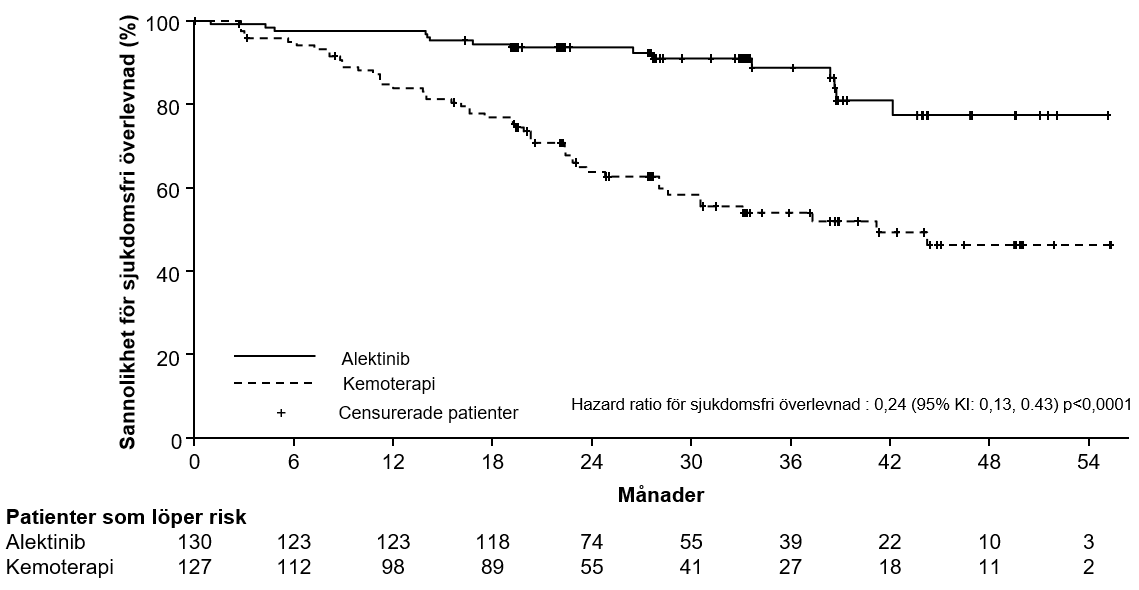 Sannolikhet för sjukdomsfri överlevnad (%)
100
80
60
40
20
0
Alektinib
Kemoterapi
+ Censurerade patienter
Hazard ratio för sjukdomsfri överlevnad : 0,24 (95% KI: 0,13, 0.43) p<0,0001
0 6 12 18 24 30 36 42 48 54
Månader
Patienter som löper risk
Alektinib 130 123 123 118 74 55 39 22 10 3
Kemoterapi 127 112 98 89 55 41 27 18 11 2